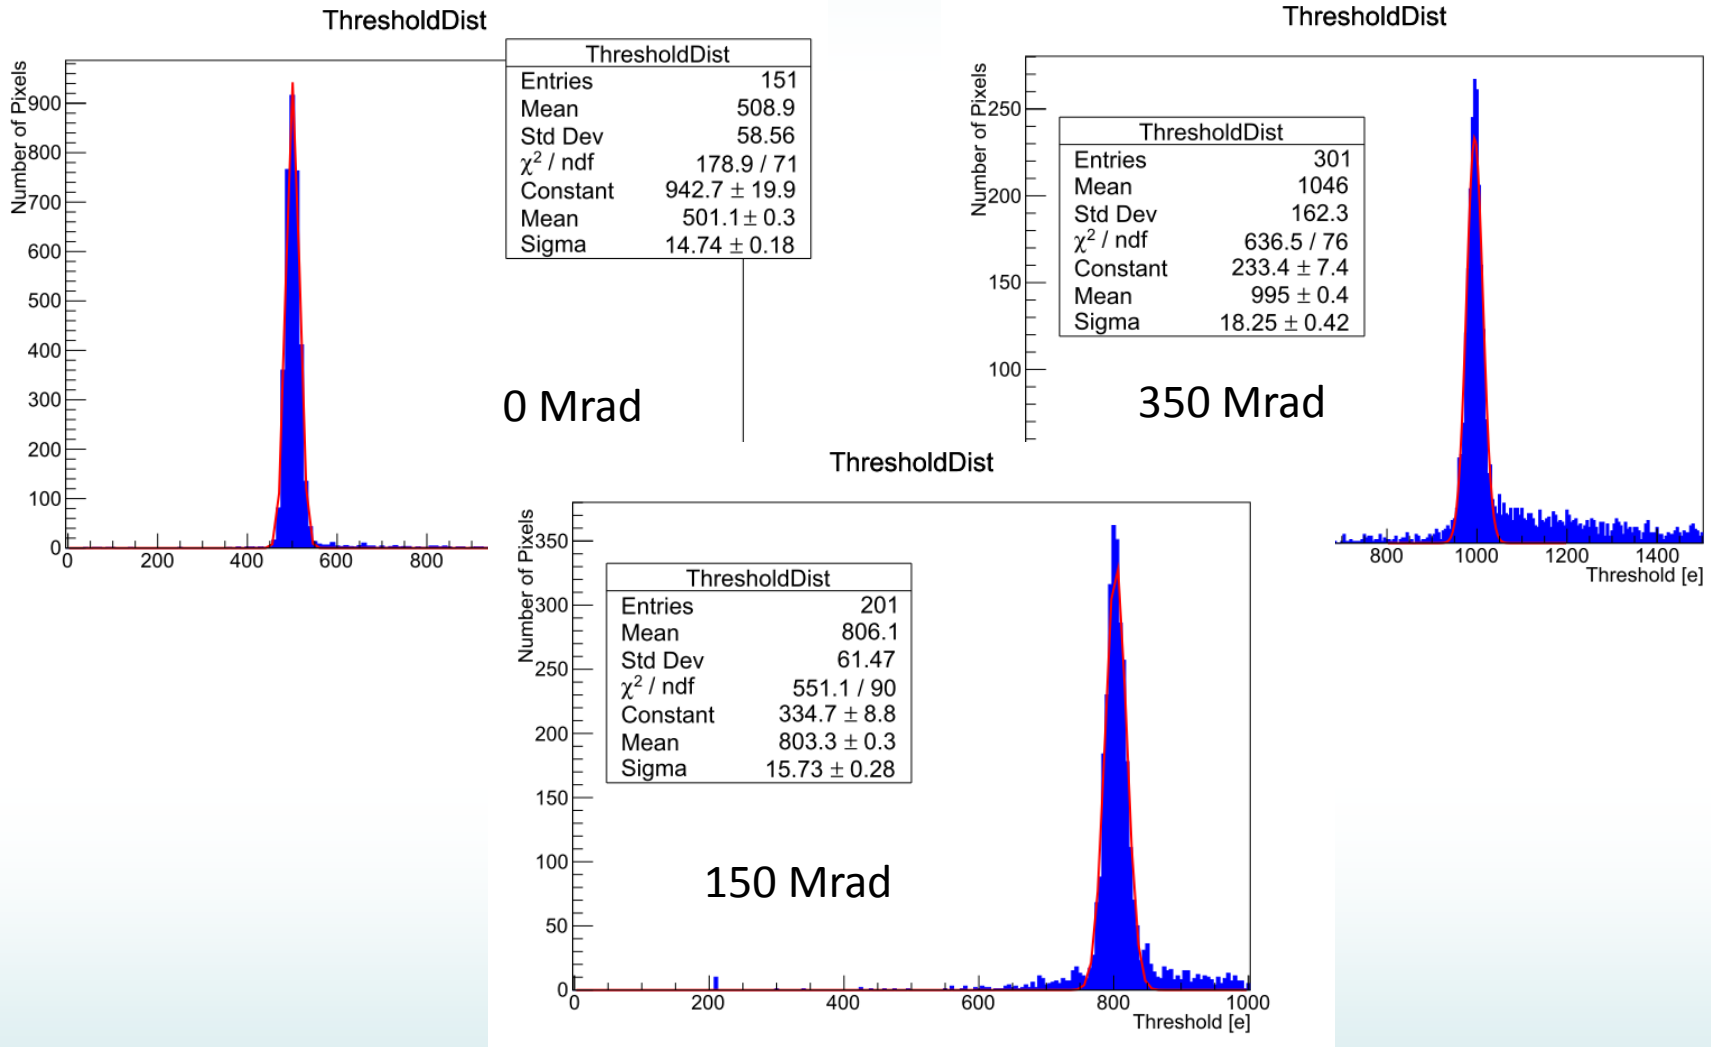 ThresholdDist
Number of Pixels
900
800
700
600
500
400
300
200
100
0
0 200 400 600 800
ThresholdDist
Entries 151
Mean 508.9
Std Dev 58.56
χ² / ndf 178.9 / 71
Constant 942.7 ± 19.9
Mean 501.1 ± 0.3
Sigma 14.74 ± 0.18
0 Mrad
ThresholdDist
Number of Pixels
250
200
150
100
800 1000 1200 1400
Threshold [e]
ThresholdDist
Entries 301
Mean 1046
Std Dev 162.3
χ² / ndf 636.5 / 76
Constant 233.4 ± 7.4
Mean 995 ± 0.4
Sigma 18.25 ± 0.42
350 Mrad
ThresholdDist
Number of Pixels
350
300
250
200
150
100
50
0
0 200 400 600 800 1000
Threshold [e]
ThresholdDist
Entries 201
Mean 806.1
Std Dev 61.47
χ² / ndf 551.1 / 90
Constant 334.7 ± 8.8
Mean 803.3 ± 0.3
Sigma 15.73 ± 0.28
150 Mrad